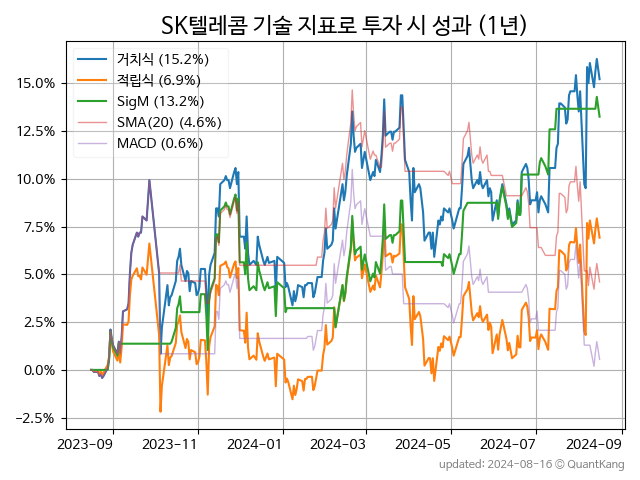 SK텔레콤 기술 지표로 투자 시 성과 (1년)
거치식 (15.2%)
적립식 (6.9%)
SigM (13.2%)
SMA(20) (4.6%)
MACD (0.6%)
15.0%
12.5%
10.0%
7.5%
5.0%
2.5%
0.0%
−2.5%
2023-09 2023-11 2024-01 2024-03 2024-05 2024-07 2024-09
updated: 2024-08-16 © QuantKang